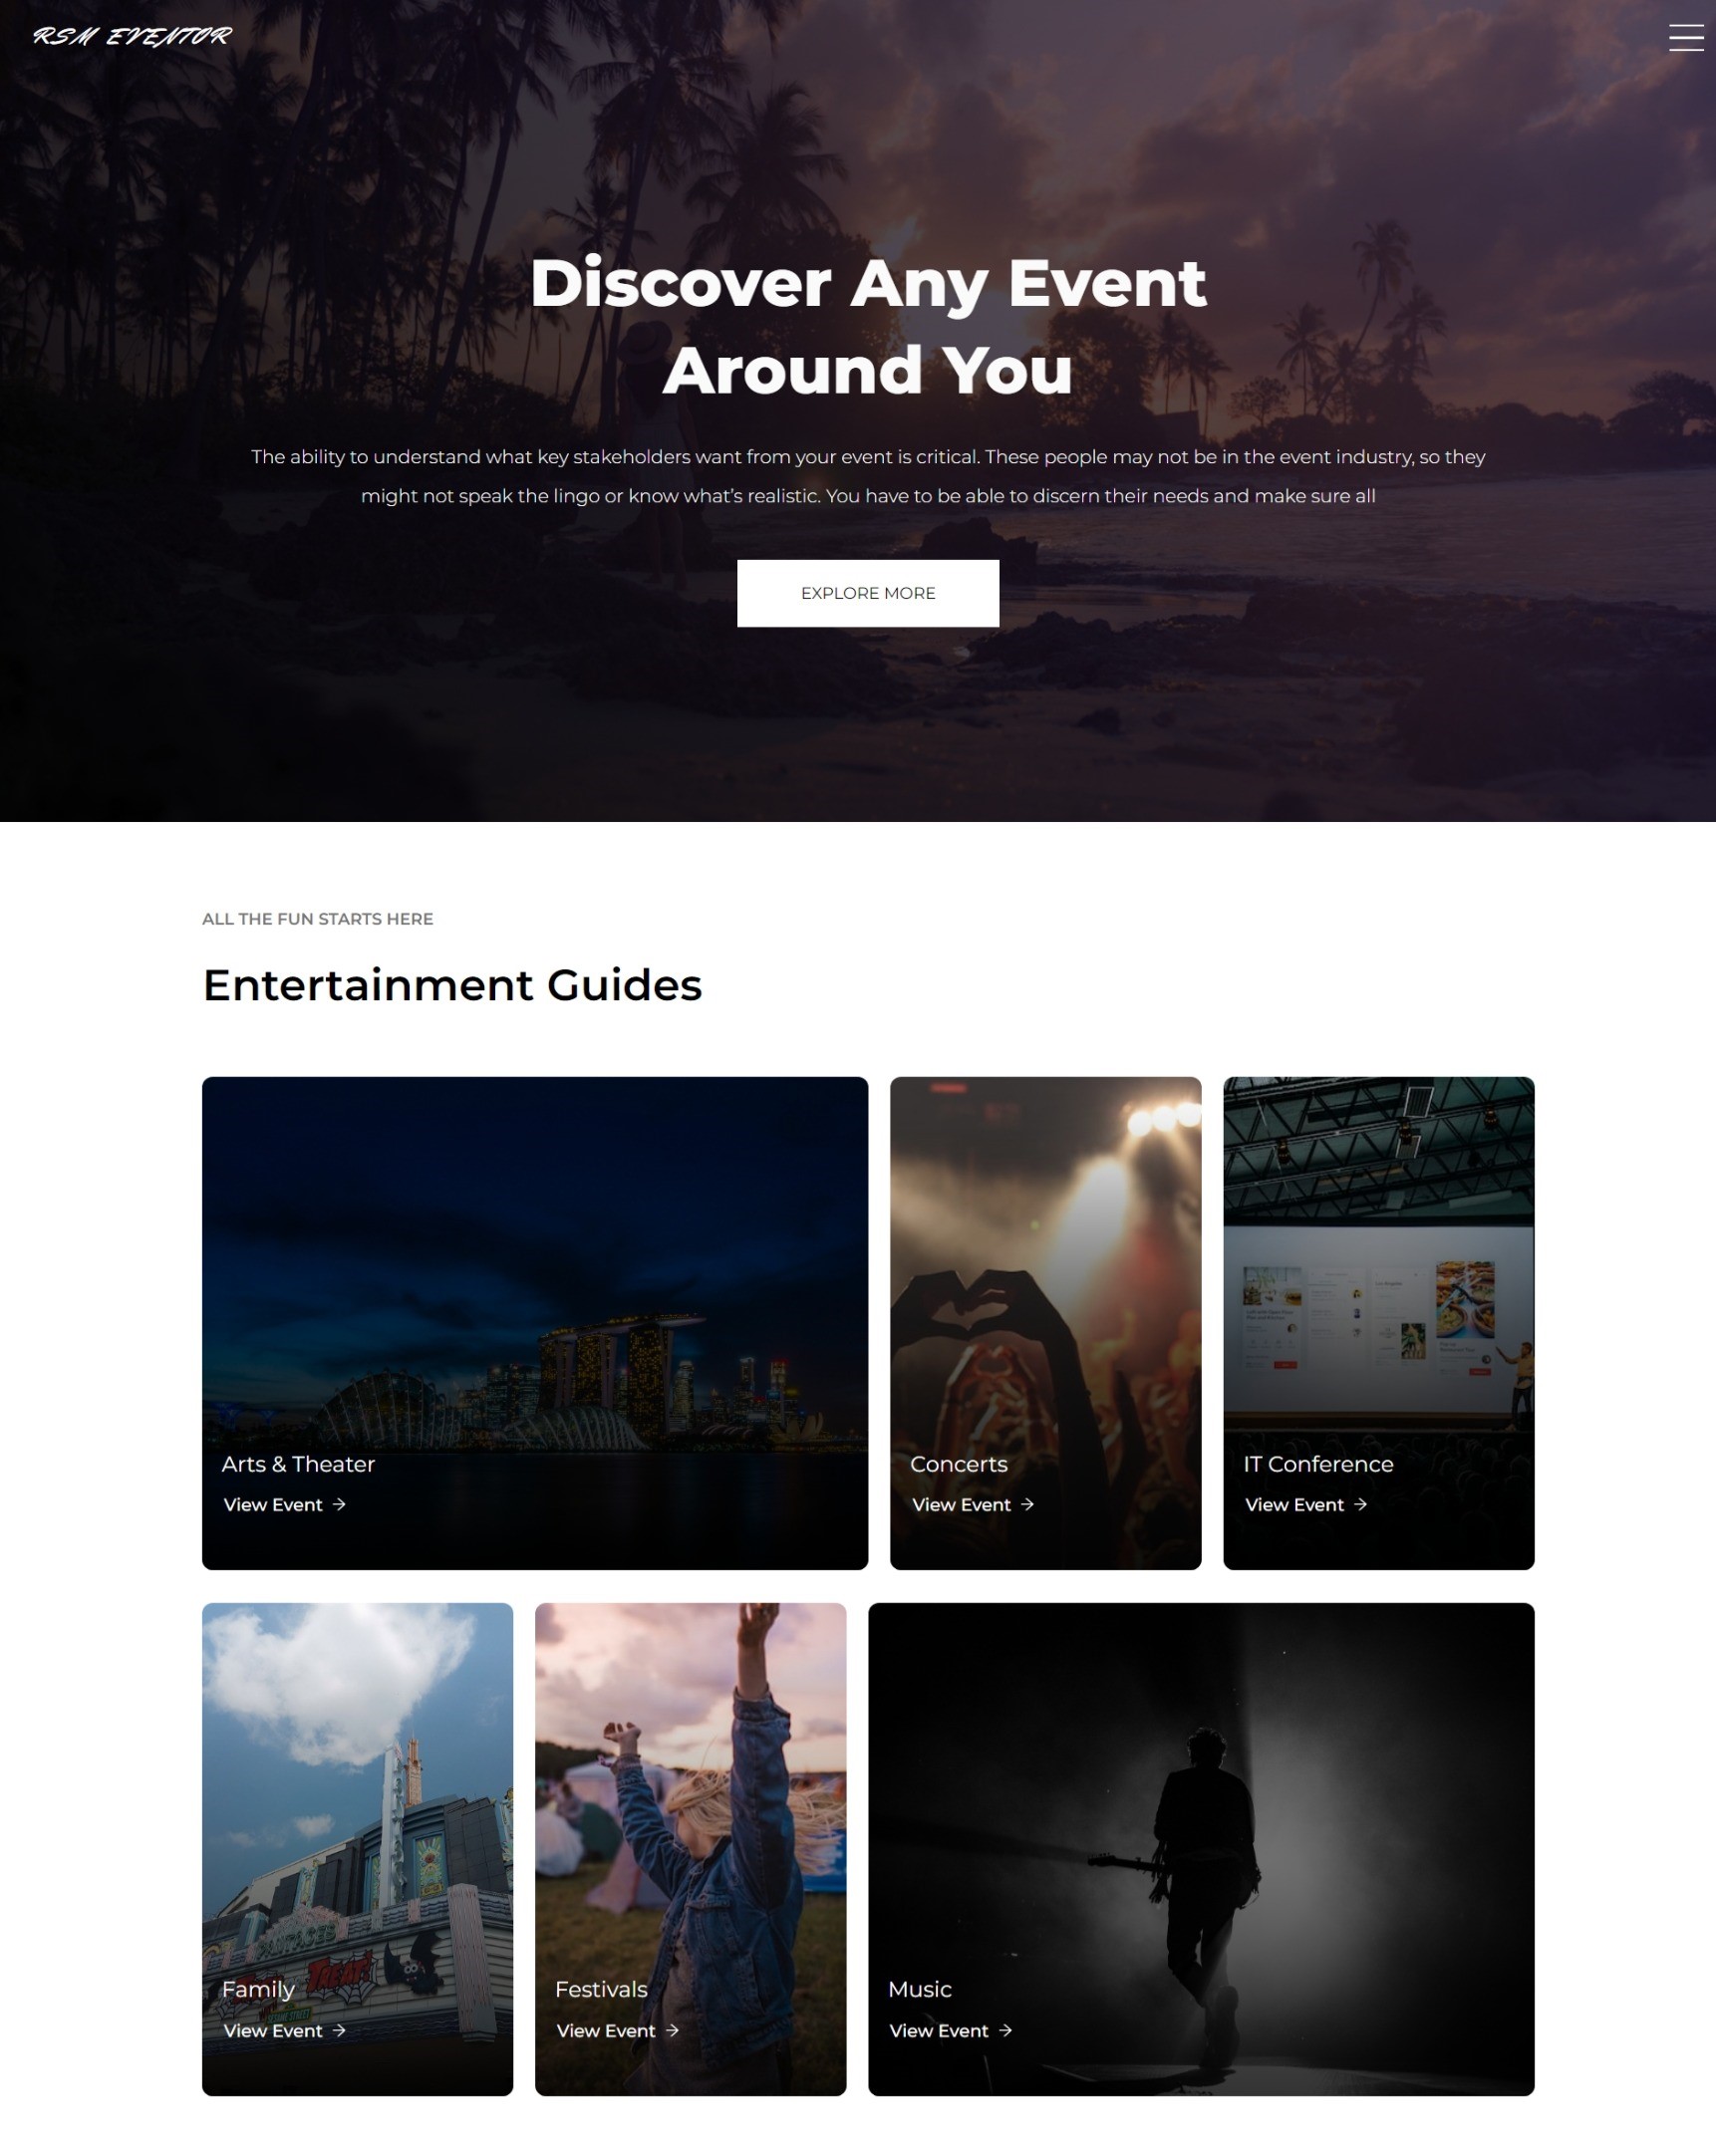 RSM EVENTOR
Discover Any Event
Around You
The ability to understand what key stakeholders want from your event is critical. These people may not be in the event industry, so they
might not speak the lingo or know what's realistic. You have to be able to discern their needs and make sure all
EXPLORE MORE
ALL THE FUN STARTS HERE
Entertainment Guides
Arts & Theater
View Event →
Concerts
View Event →
IT Conference
View Event →
PANTAGES
TREAT!
SESAME STREET
Family
View Event →
Festivals
View Event →
Music
View Event →